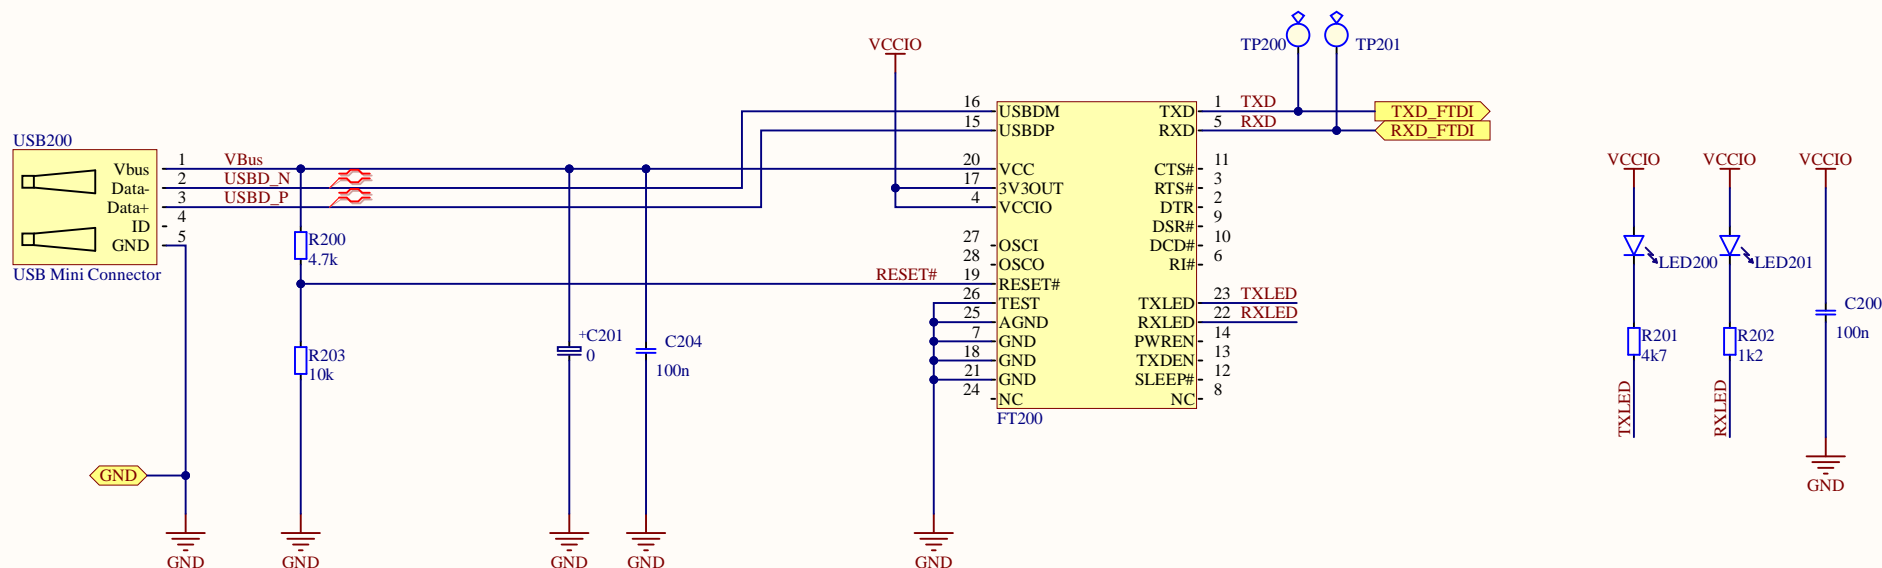 USB200
Vbus 1 VBus
Data- 2 USBD_N
Data+ 3 USBD_P
ID 4
GND 5
USB Mini Connector
GND
GND
R200
4.7k
R203
10k
GND
+C201
0
GND
C204
100n
GND
VCCIO
RESET#
16 USBDM
15 USBDP
20 VCC
17 3V3OUT
4 VCCIO
27 OSCI
28 OSCO
19 RESET#
26 TEST
25 AGND
7 GND
18 GND
21 GND
24 NC
FT200
GND
TP200
TP201
TXD 1 TXD
RXD 5 RXD
TXD_FTDI
RXD_FTDI
CTS# 11
RTS# 3
DTR 2
DSR# 9
DCD# 10
RI# 6
TXLED 23 TXLED
RXLED 22 RXLED
PWREN 14
TXDEN 13
SLEEP# 12
NC 8
VCCIO
LED200
R201
4k7
TXLED
VCCIO
LED201
R202
1k2
RXLED
VCCIO
C200
100n
GND